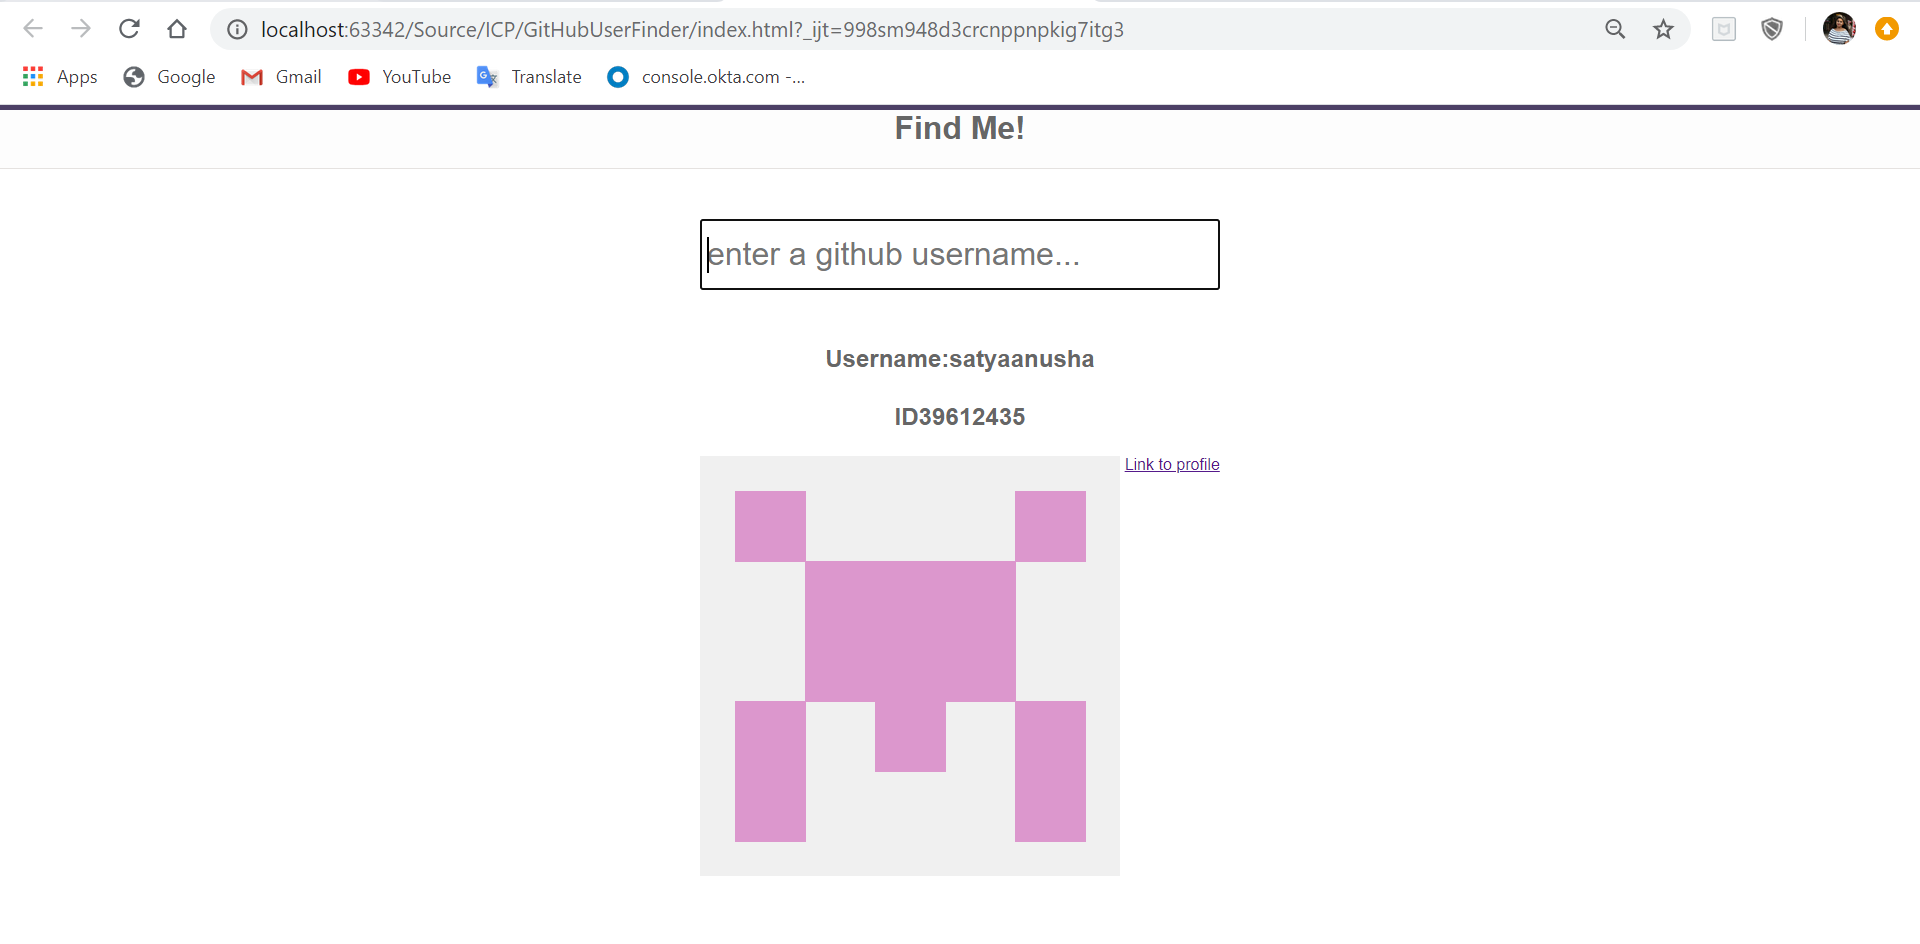 localhost:63342/Source/ICP/GitHubUserFinder/index.html?_ijt=998sm948d3crcnppnpkig7itg3
Apps Google Gmail YouTube Translate console.okta.com -...
Find Me!
enter a github username...
Username:satyaanusha
ID39612435
Link to profile